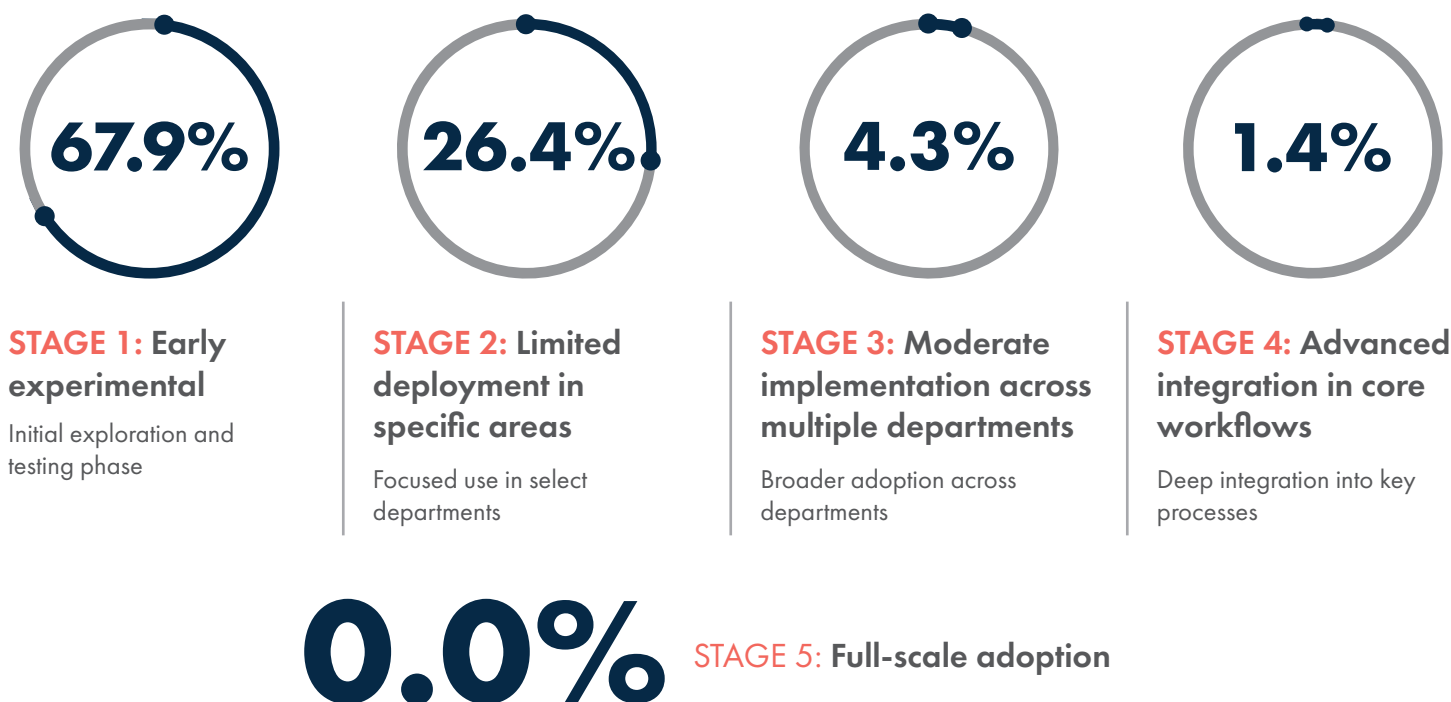 67.9%
26.4%
4.3%
1.4%
STAGE 1: Early
experimental
Initial exploration and
testing phase
STAGE 2: Limited
deployment in
specific areas
Focused use in select
departments
STAGE 3: Moderate
implementation across
multiple departments
Broader adoption across
departments
STAGE 4: Advanced
integration in core
workflows
Deep integration into key
processes
0.0%
STAGE 5: Full-scale adoption